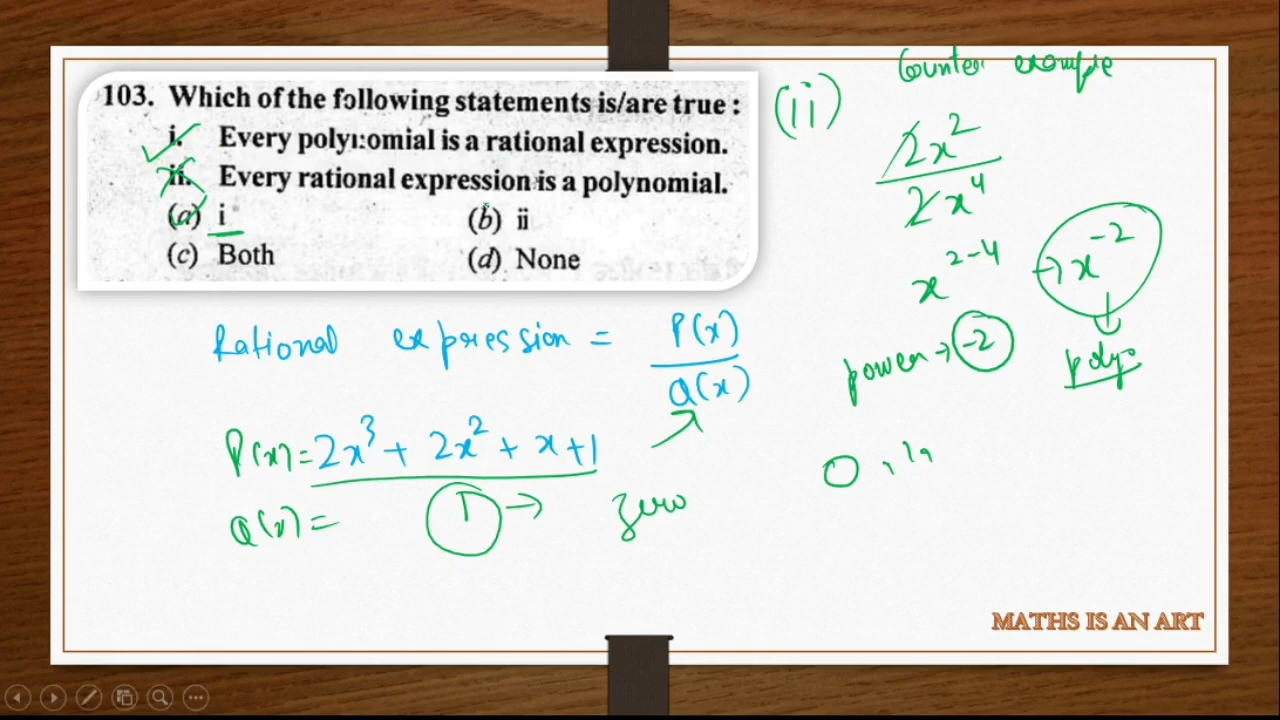 103. Which of the following statements is/are true :
i. Every polynomial is a rational expression.
ii. Every rational expression is a polynomial.
(a) i (b) ii
(c) Both (d) None
Rational expression = P(x)
Q(x)
P(x) = 2x³ + 2x² + x + 1
Q(x) = 1 → zero
(ii) Counter example
2x²
2x⁴
x²⁻⁴ → x⁻²
power → -2
poly
0, 1,
MATHS IS AN ART